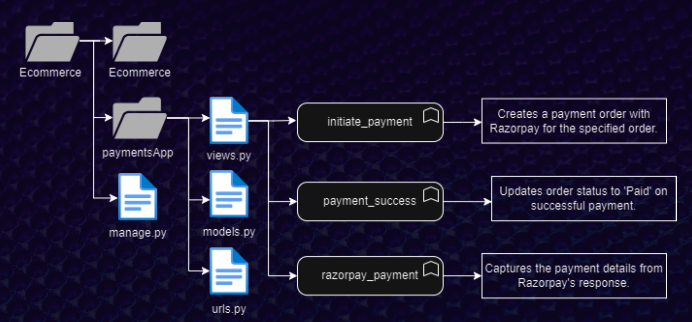 Ecommerce
Ecommerce
paymentsApp
manage.py
views.py
models.py
urls.py
initiate_payment
Creates a payment order with
Razorpay for the specified order.
payment_success
Updates order status to 'Paid' on
successful payment.
razorpay_payment
Captures the payment details from
Razorpay's response.